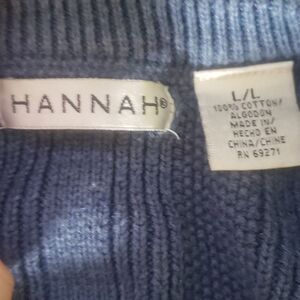 HANNAH®
L/L
100% COTTON/
ALGODON
MADE IN/
HECHO EN
CHINA/CHINE
RN 69271